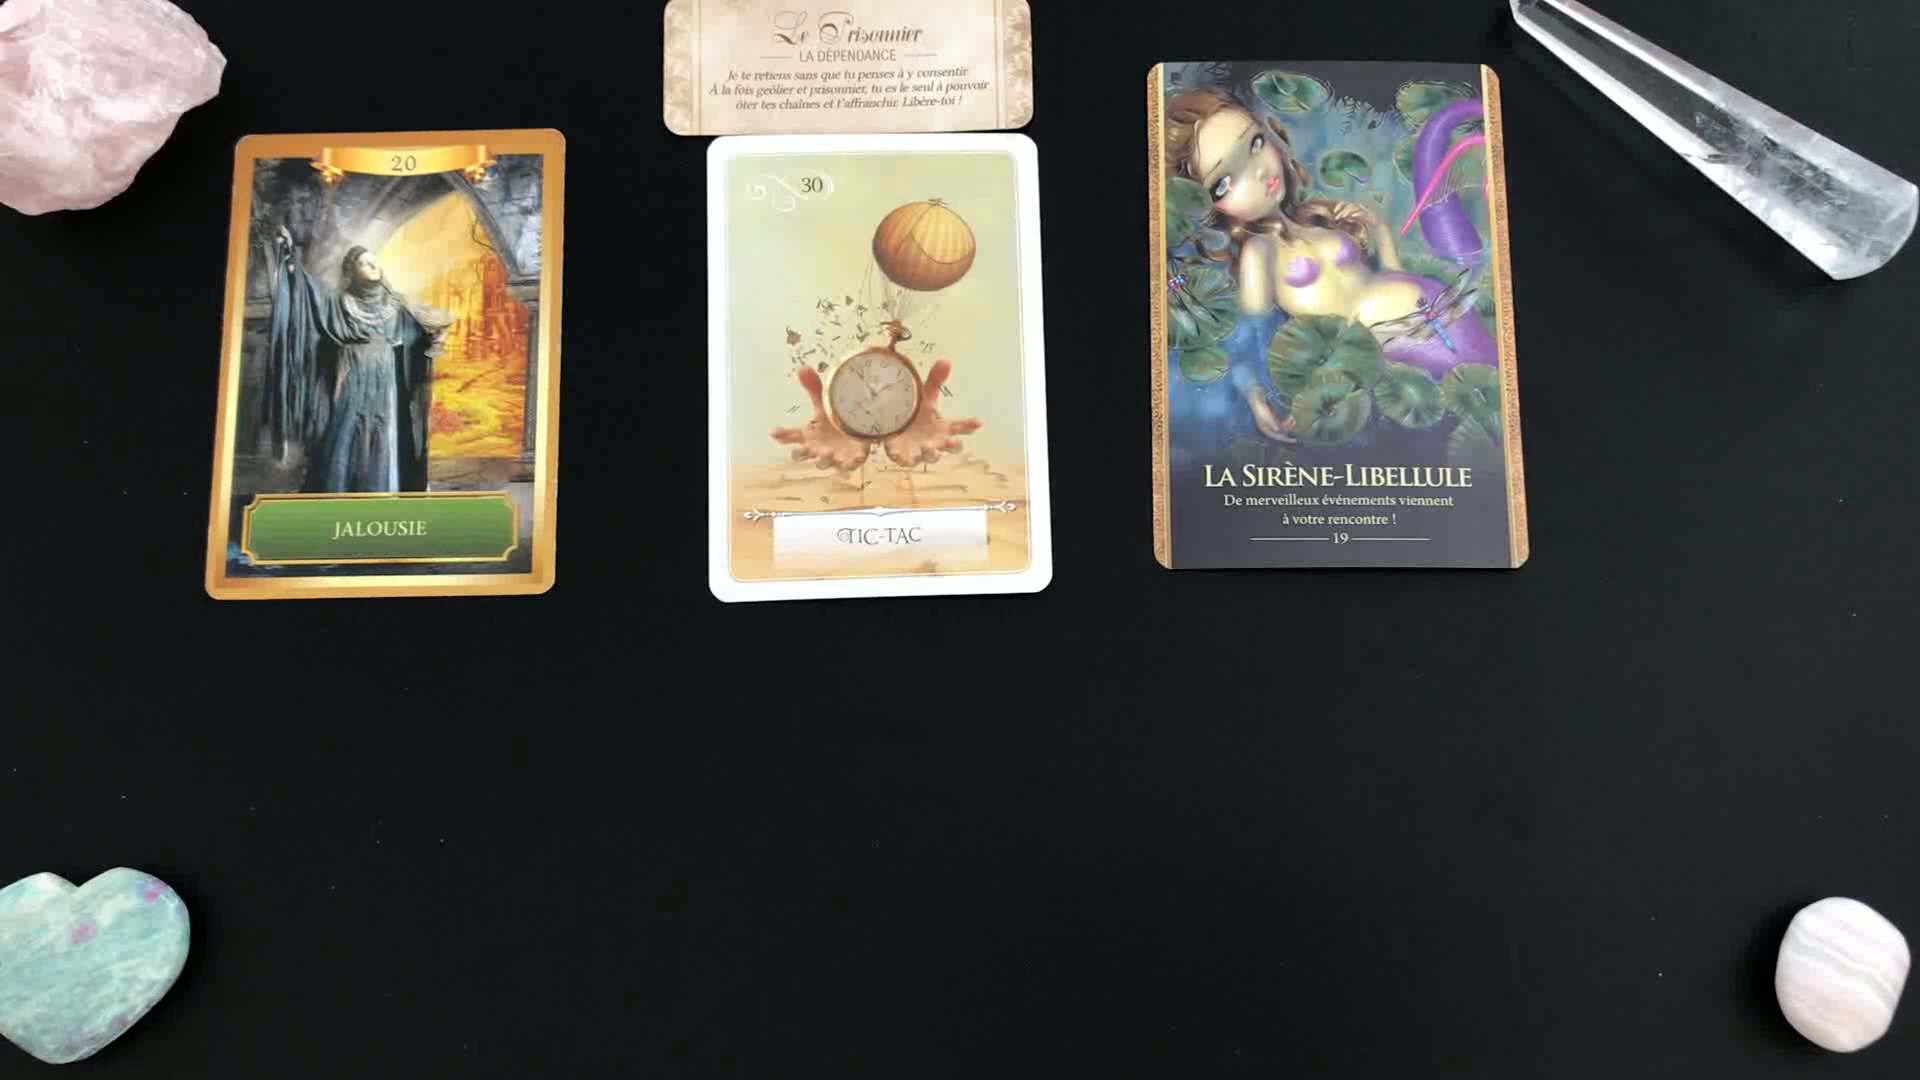 Le Prisonnier
LA DÉPENDANCE
Je te retiens sans que tu penses à y consentir.
À la fois geôlier et prisonnier, tu es le seul à pouvoir
ôter tes chaînes et t'affranchir. Libère-toi !
20
JALOUSIE
30
TIC-TAC
LA SIRÈNE-LIBELLULE
De merveilleux événements viennent
à votre rencontre !
19